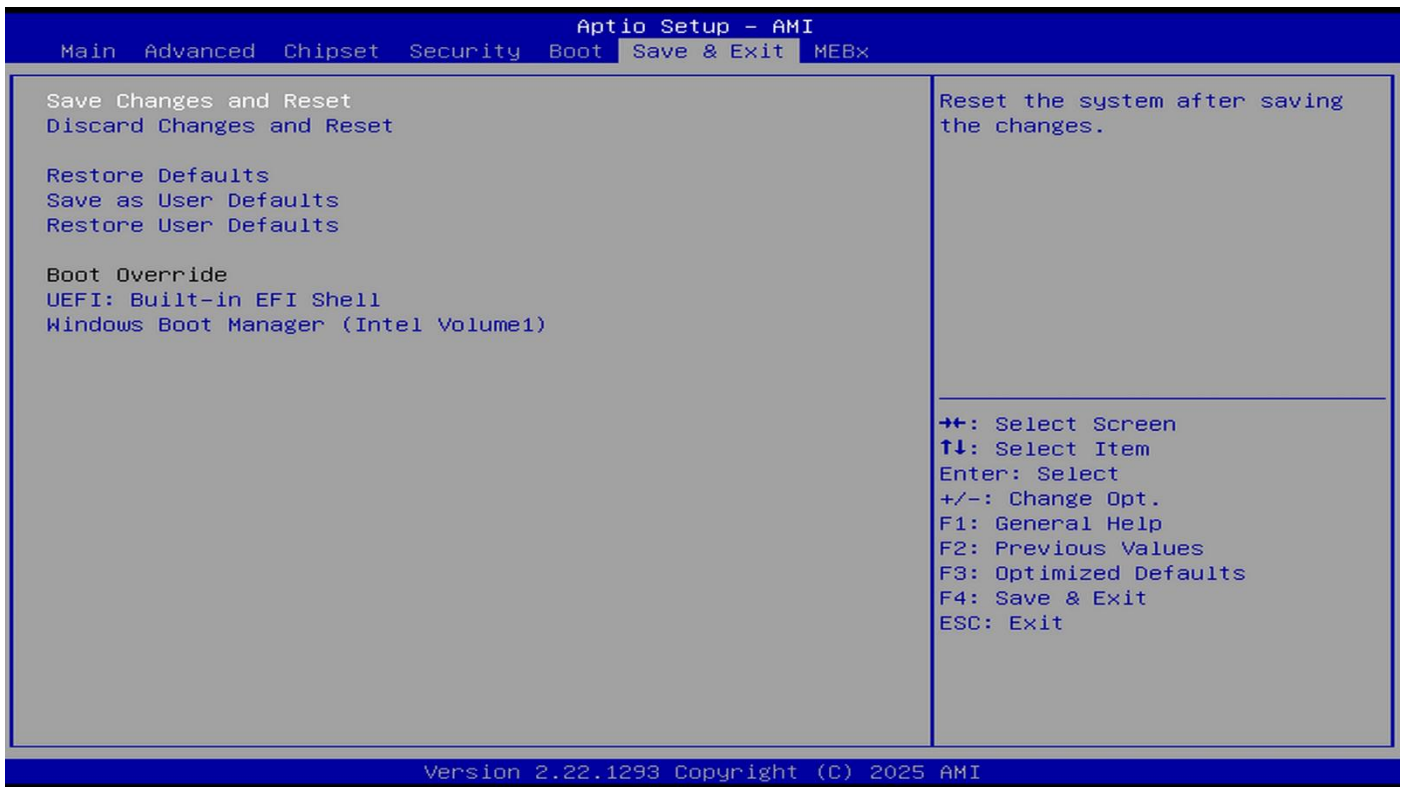 Aptio Setup – AMI
Main Advanced Chipset Security Boot Save & Exit MEBx
Save Changes and Reset
Discard Changes and Reset
Restore Defaults
Save as User Defaults
Restore User Defaults
Boot Override
UEFI: Built-in EFI Shell
Windows Boot Manager (Intel Volume1)
Reset the system after saving
the changes.
→←: Select Screen
↑↓: Select Item
Enter: Select
+/-: Change Opt.
F1: General Help
F2: Previous Values
F3: Optimized Defaults
F4: Save & Exit
ESC: Exit
Version 2.22.1293 Copyright (C) 2025 AMI